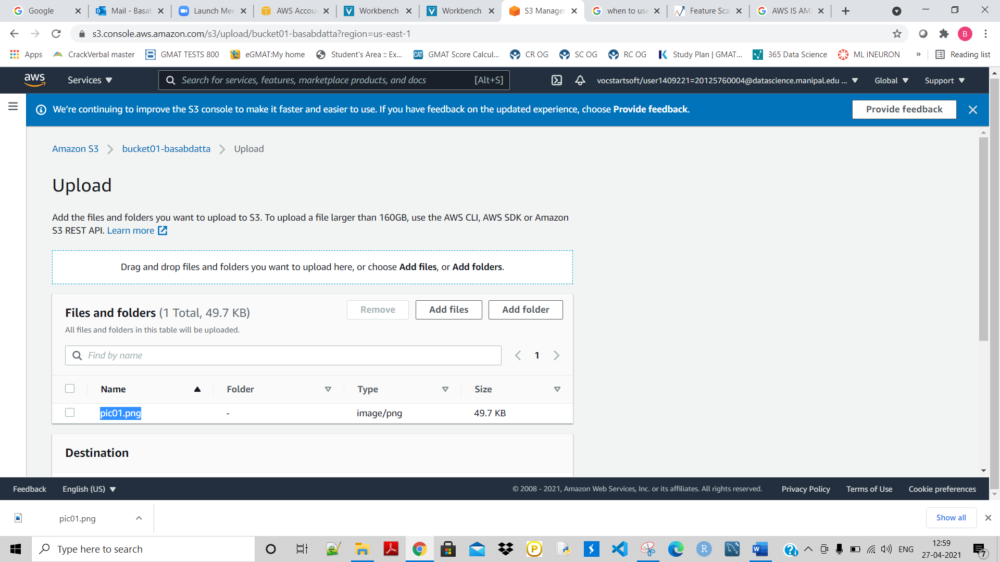 Google
Mail - Basab
Launch Mee
AWS Accou
Workbench
Workbench
S3 Manager
when to use
Feature Sca
AWS IS AMA
s3.console.aws.amazon.com/s3/upload/bucket01-basabdatta?region=us-east-1
B
Apps
CrackVerbal master
GMAT TESTS 800
eGMAT:My home
Student's Area :: Ex...
CAT
GMAT Score Calcul...
CR OG
SC OG
RC OG
Study Plan | GMAT...
365 Data Science
ML INEURON
»
Reading list
aws
Services
Search for services, features, marketplace products, and docs
[Alt+S]
vocstartsoft/user1409221=20125760004@datascience.manipal.edu ...
Global
Support
We're continuing to improve the S3 console to make it faster and easier to use. If you have feedback on the updated experience, choose Provide feedback.
Provide feedback
Amazon S3
bucket01-basabdatta
Upload
Upload
Add the files and folders you want to upload to S3. To upload a file larger than 160GB, use the AWS CLI, AWS SDK or Amazon
S3 REST API. Learn more
Drag and drop files and folders you want to upload here, or choose Add files, or Add folders.
Files and folders (1 Total, 49.7 KB)
Remove
Add files
Add folder
All files and folders in this table will be uploaded.
Find by name
1
Name
Folder
Type
Size
pic01.png
-
image/png
49.7 KB
Destination
Feedback
English (US)
© 2008 - 2021, Amazon Web Services, Inc. or its affiliates. All rights reserved.
Privacy Policy
Terms of Use
Cookie preferences
pic01.png
Show all
Type here to search
ENG
12:59
27-04-2021
7